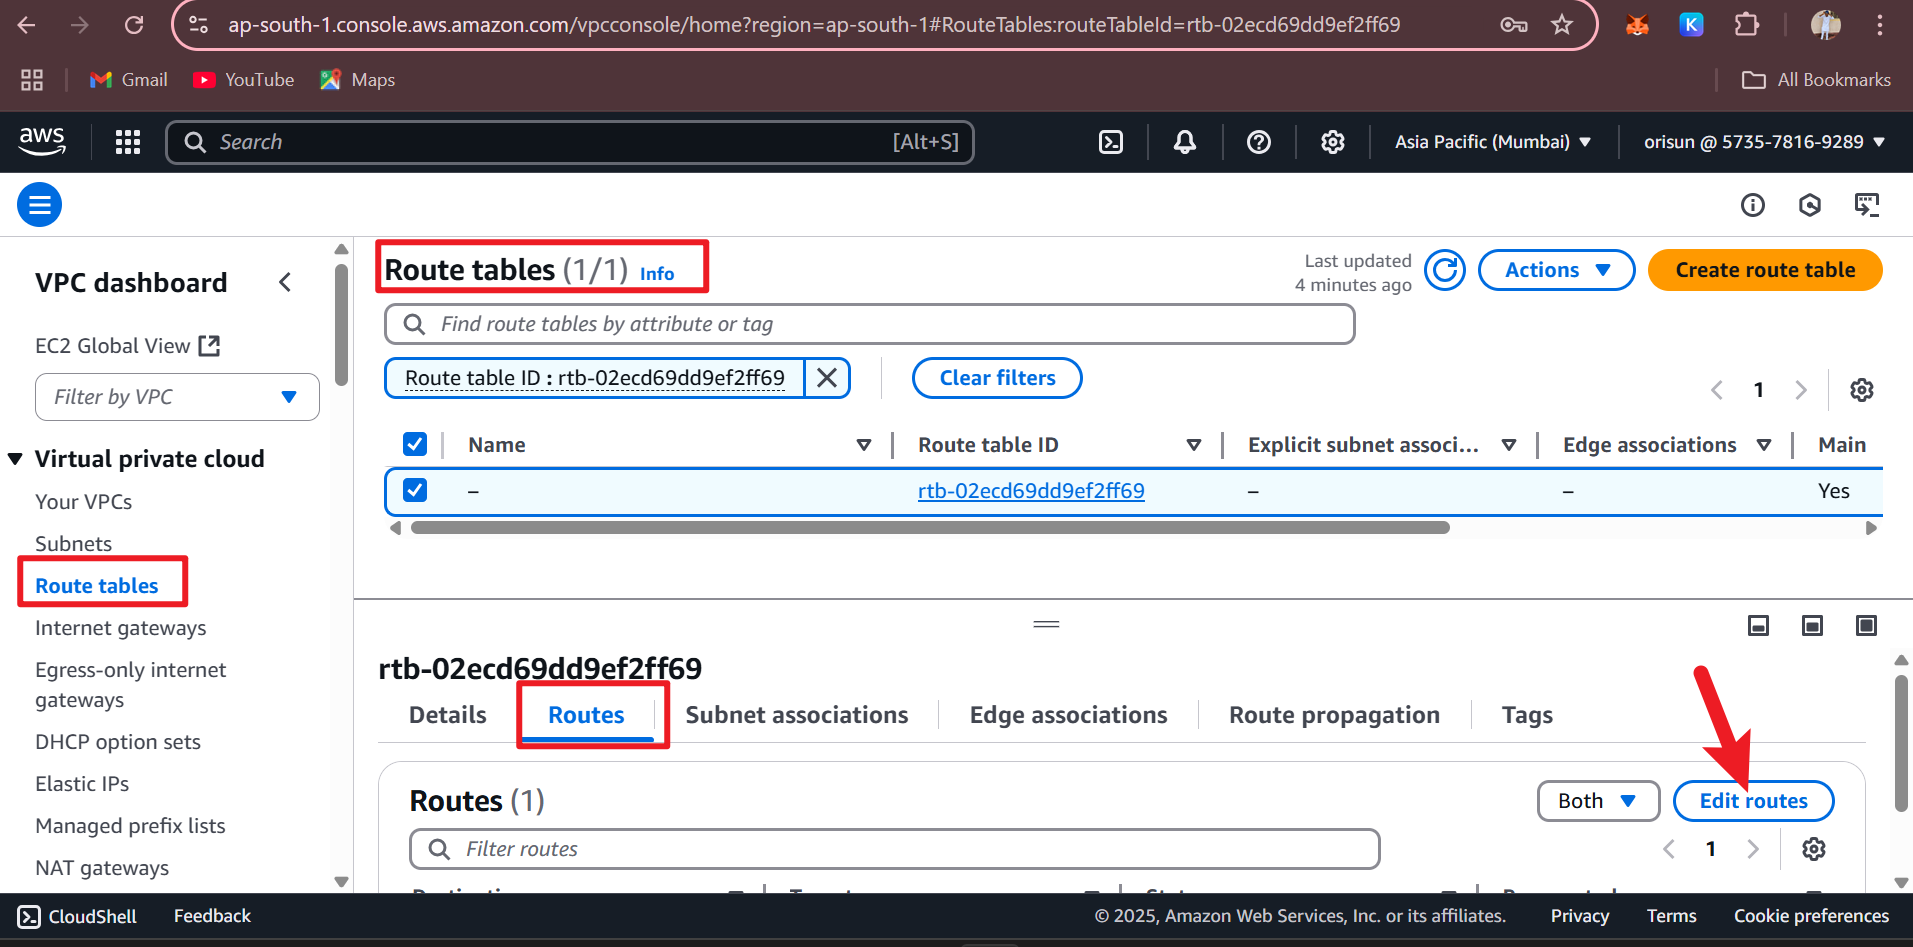 ap-south-1.console.aws.amazon.com/vpcconsole/home?region=ap-south-1#RouteTables:routeTableId=rtb-02ecd69dd9ef2ff69
K
Gmail
YouTube
Maps
All Bookmarks
aws
Search
[Alt+S]
Asia Pacific (Mumbai)
orisun @ 5735-7816-9289
VPC dashboard
EC2 Global View
Filter by VPC
Virtual private cloud
Your VPCs
Subnets
Route tables
Internet gateways
Egress-only internet
gateways
DHCP option sets
Elastic IPs
Managed prefix lists
NAT gateways
Route tables (1/1) Info
Last updated
4 minutes ago
Actions
Create route table
Find route tables by attribute or tag
Route table ID : rtb-02ecd69dd9ef2ff69
Clear filters
1
Name
Route table ID
Explicit subnet associ...
Edge associations
Main
–
rtb-02ecd69dd9ef2ff69
–
–
Yes
rtb-02ecd69dd9ef2ff69
Details
Routes
Subnet associations
Edge associations
Route propagation
Tags
Routes (1)
Both
Edit routes
Filter routes
1
CloudShell
Feedback
© 2025, Amazon Web Services, Inc. or its affiliates.
Privacy
Terms
Cookie preferences